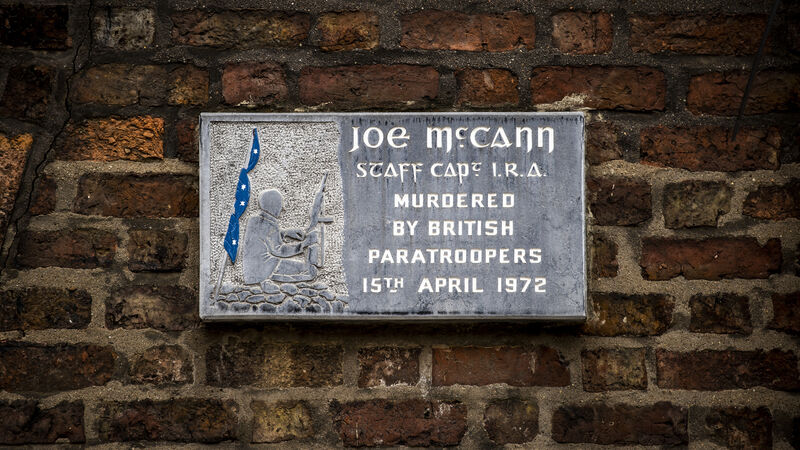 Joe McCann
Staff Capt I.R.A.
MURDERED
BY BRITISH
PARATROOPERS
15TH APRIL 1972